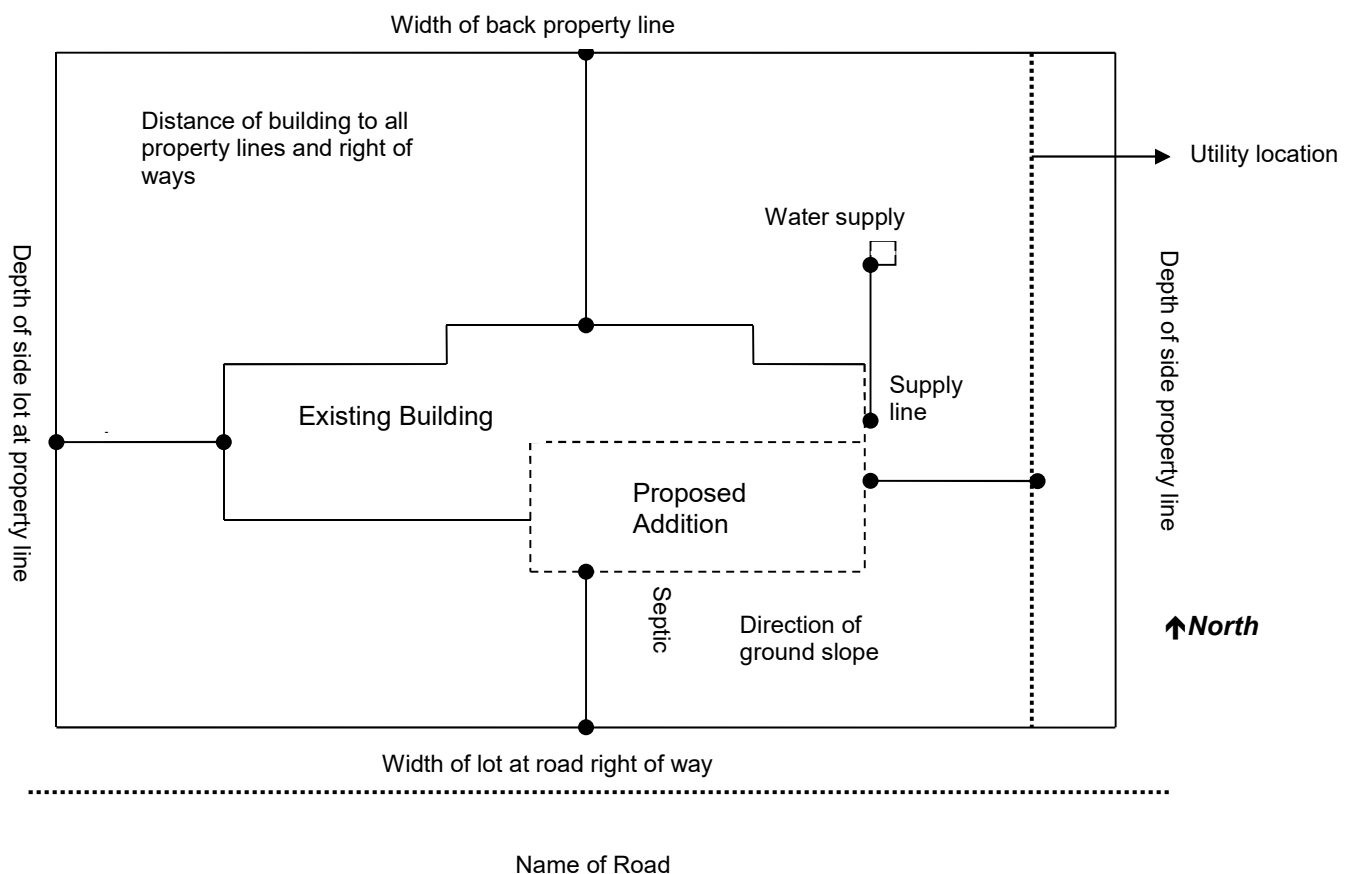 Width of back property line
Distance of building to all
property lines and right of
ways
Utility location
Water supply
Depth of side lot at property line
Depth of side property line
Supply
line
Existing Building
Proposed
Addition
Septic
Direction of
ground slope
North
Width of lot at road right of way
Name of Road